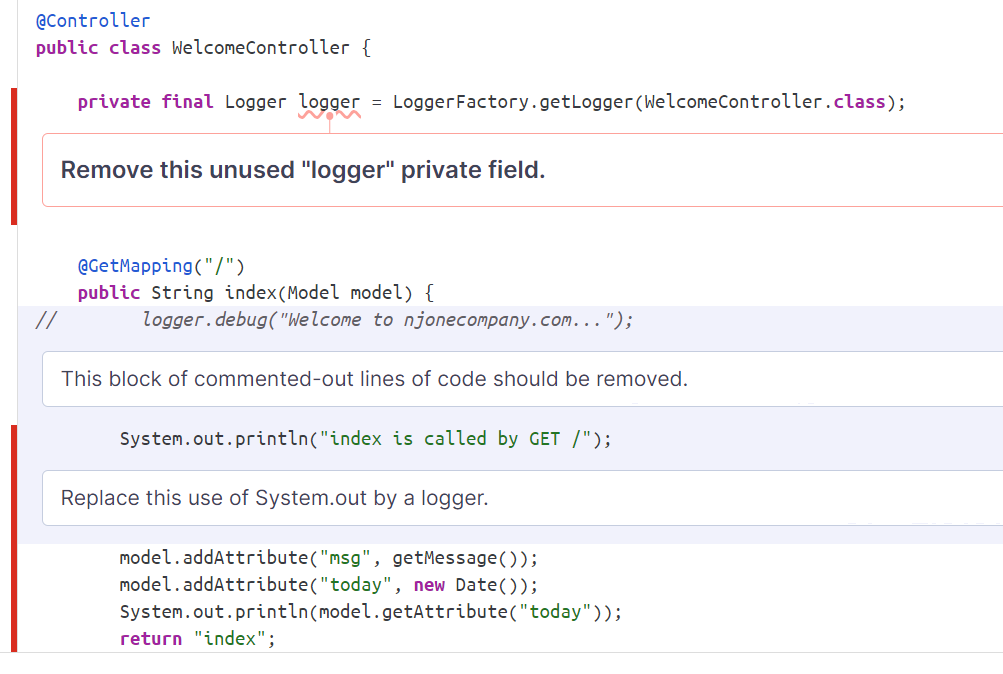 @Controller
public class WelcomeController {
private final Logger logger = LoggerFactory.getLogger(WelcomeController.class);
Remove this unused "logger" private field.
@GetMapping("/")
public String index(Model model) {
//        logger.debug("Welcome to njonecompany.com...");
This block of commented-out lines of code should be removed.
System.out.println("index is called by GET /");
Replace this use of System.out by a logger.
model.addAttribute("msg", getMessage());
model.addAttribute("today", new Date());
System.out.println(model.getAttribute("today"));
return "index";